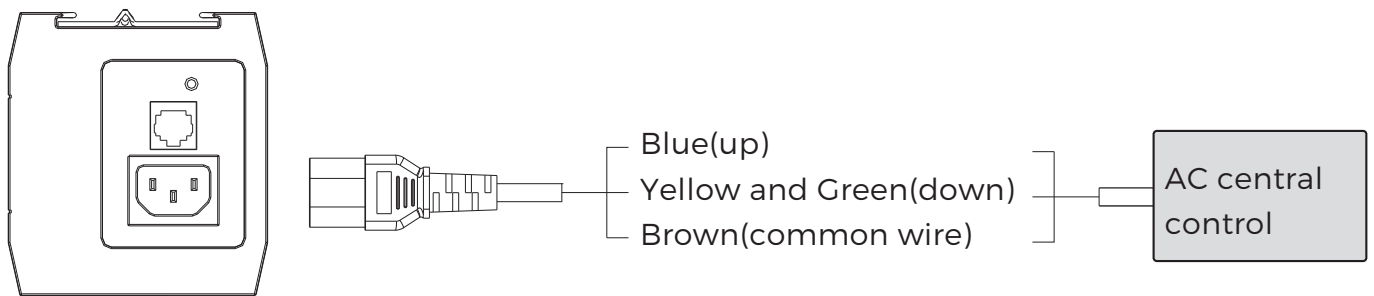 Blue(up)
Yellow and Green(down)
Brown(common wire)
AC central
control